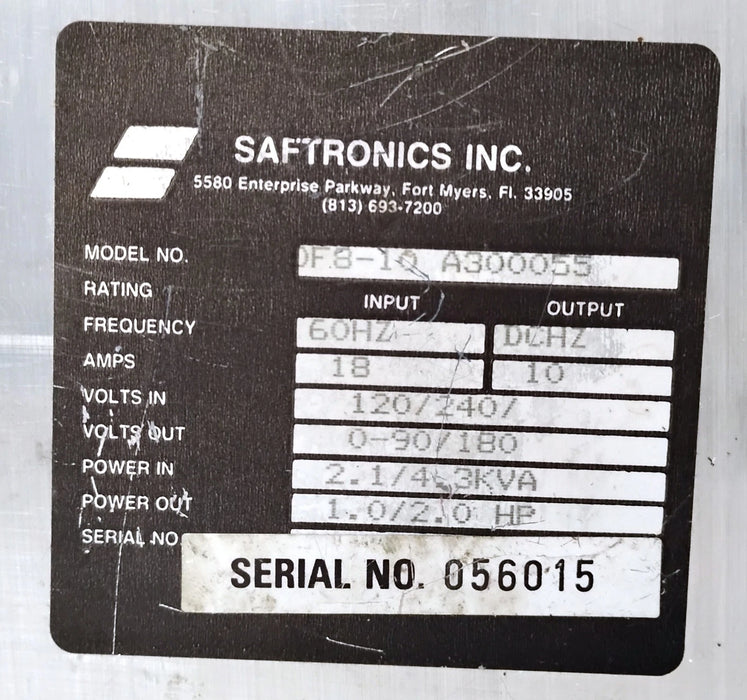 SAFTRONICS INC.
5580 Enterprise Parkway, Fort Myers, Fl. 33905
(813) 693-7200
MODEL NO. DF8-10 A300055
RATING INPUT OUTPUT
FREQUENCY 60HZ DCHZ
AMPS 18 10
VOLTS IN 120/240/
VOLTS OUT 0-90/180
POWER IN 2.1/4.3KVA
POWER OUT 1.0/2.0 HP
SERIAL NO.
SERIAL NO. 056015